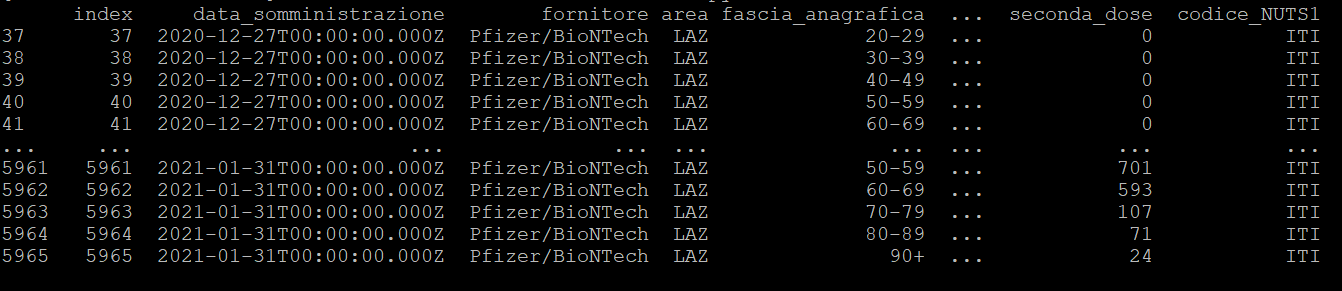 index data_somministrazione fornitore area fascia_anagrafica ... seconda_dose codice_NUTS1
37 37 2020-12-27T00:00:00.000Z Pfizer/BioNTech LAZ 20-29 ... 0 ITI
38 38 2020-12-27T00:00:00.000Z Pfizer/BioNTech LAZ 30-39 ... 0 ITI
39 39 2020-12-27T00:00:00.000Z Pfizer/BioNTech LAZ 40-49 ... 0 ITI
40 40 2020-12-27T00:00:00.000Z Pfizer/BioNTech LAZ 50-59 ... 0 ITI
41 41 2020-12-27T00:00:00.000Z Pfizer/BioNTech LAZ 60-69 ... 0 ITI
... ... ... ... ... ... ... ... ...
5961 5961 2021-01-31T00:00:00.000Z Pfizer/BioNTech LAZ 50-59 ... 701 ITI
5962 5962 2021-01-31T00:00:00.000Z Pfizer/BioNTech LAZ 60-69 ... 593 ITI
5963 5963 2021-01-31T00:00:00.000Z Pfizer/BioNTech LAZ 70-79 ... 107 ITI
5964 5964 2021-01-31T00:00:00.000Z Pfizer/BioNTech LAZ 80-89 ... 71 ITI
5965 5965 2021-01-31T00:00:00.000Z Pfizer/BioNTech LAZ 90+ ... 24 ITI